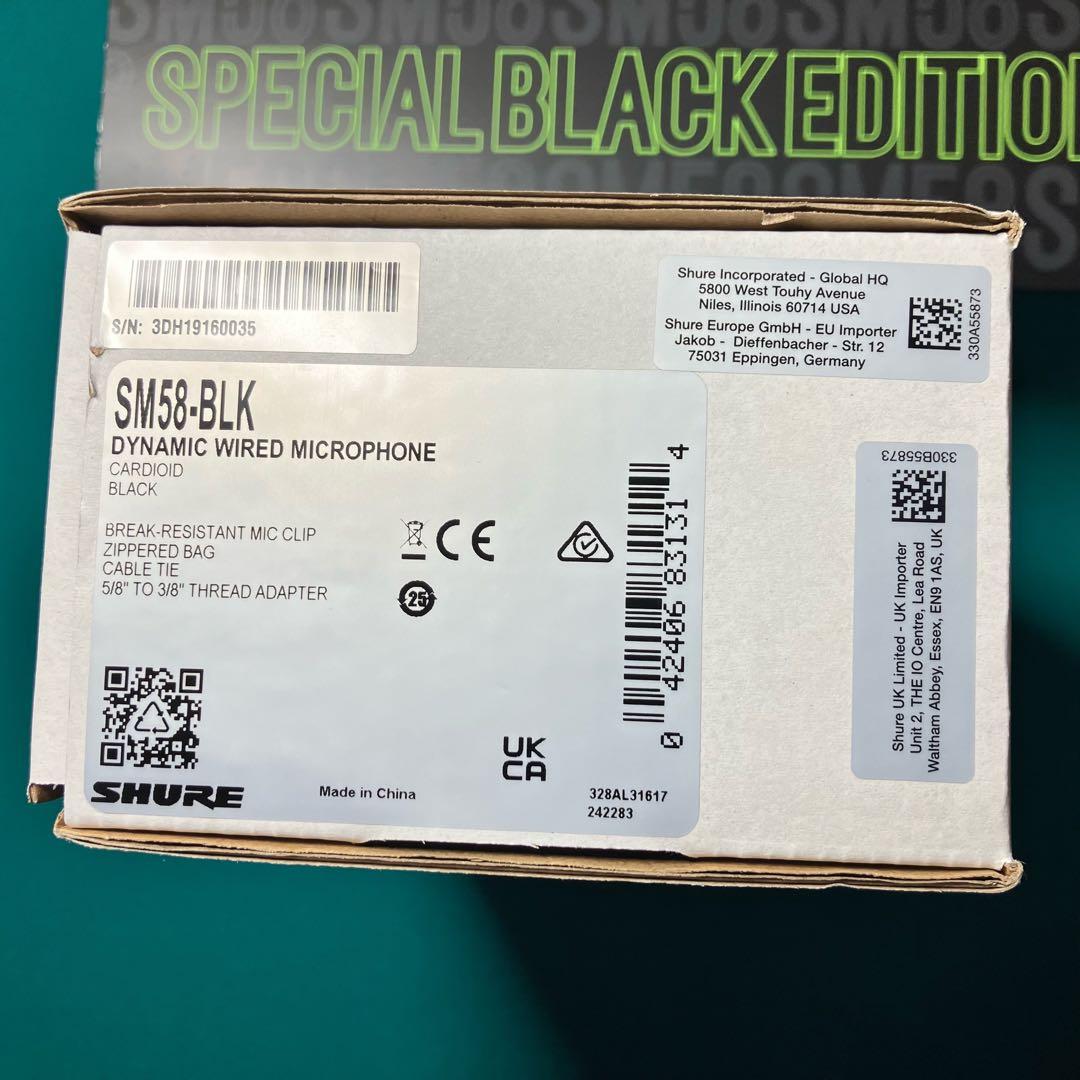 SM58 SM58 SM58
SPECIAL BLACK EDITIO
S/N: 3DH19160035
Shure Incorporated - Global HQ
5800 West Touhy Avenue
Niles, Illinois 60714 USA
Shure Europe GmbH - EU Importer
Jakob - Dieffenbacher - Str. 12
75031 Eppingen, Germany
330A55873
SM58-BLK
DYNAMIC WIRED MICROPHONE
CARDIOID
BLACK
BREAK-RESISTANT MIC CLIP
ZIPPERED BAG
CABLE TIE
5/8" TO 3/8" THREAD ADAPTER
CE
25
0 42406 83131 4
330B55873
Shure UK Limited - UK Importer
Unit 2, THE IO Centre, Lea Road
Waltham Abbey, Essex, EN9 1AS, UK
UK
CA
SHURE
Made in China
328AL31617
242283